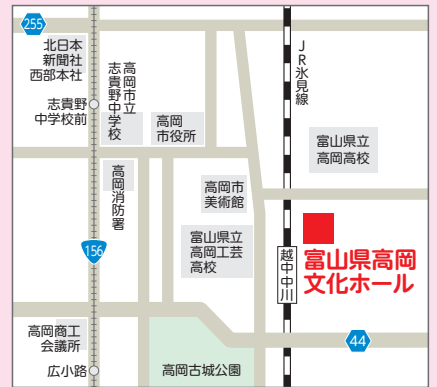 255
北日本
新聞社
西部本社
志貴野
中学校前
高岡市立
志貴野中学校
高岡
市役所
JR氷見線
富山県立
高岡高校
高岡消防署
高岡市
美術館
富山県立
高岡工芸
高校
156
越中中川
富山県高岡
文化ホール
高岡商工
会議所
44
広小路
高岡古城公園